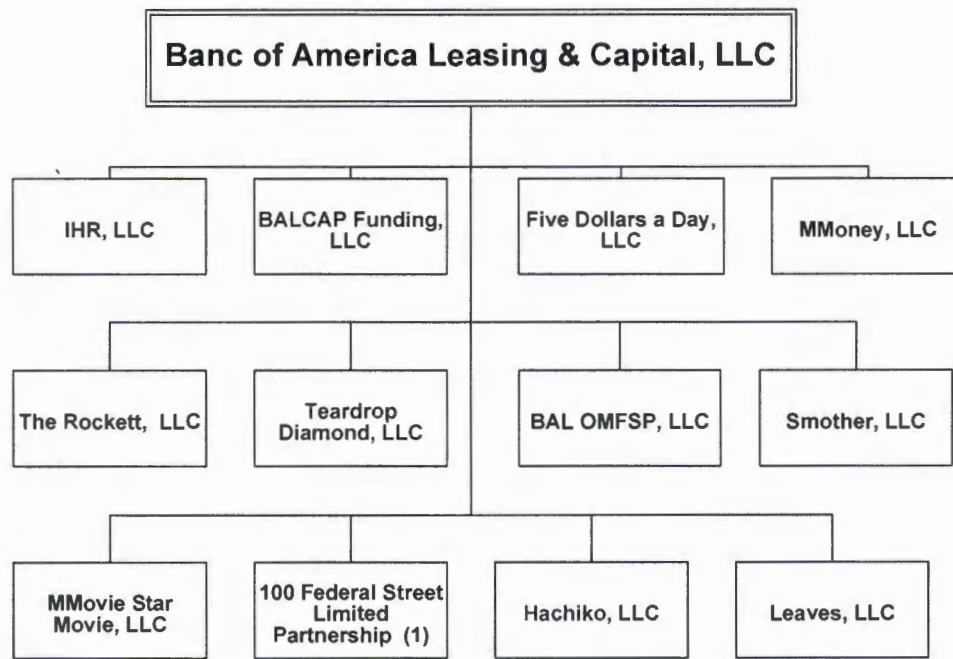 Banc of America Leasing & Capital, LLC
IHR, LLC
BALCAP Funding,
LLC
Five Dollars a Day,
LLC
MMoney, LLC
The Rockett, LLC
Teardrop
Diamond, LLC
BAL OMFSP, LLC
Smother, LLC
MMovie Star
Movie, LLC
100 Federal Street
Limited
Partnership (1)
Hachiko, LLC
Leaves, LLC